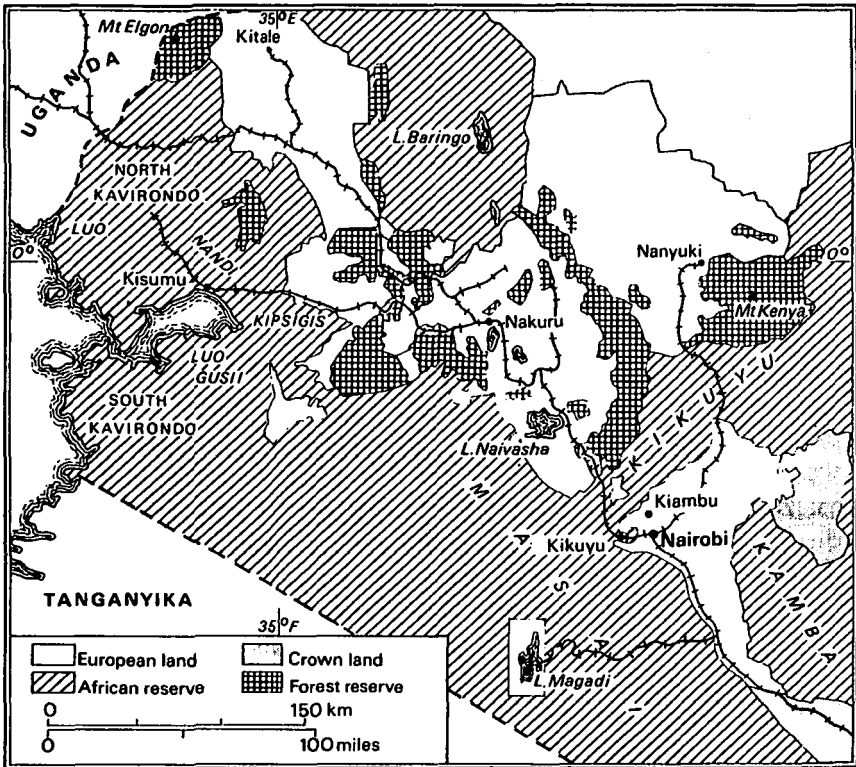 35°E
Mt Elgon
Kitale
UGANDA
L. Baringo
NORTH
KAVIRONDO
LUO
NANDI
0°
0°
Nanyuki
Kisumu
Mt Kenya
KIPSIGIS
Nakuru
LUO
GUSII
KIKUYU
SOUTH
KAVIRONDO
L. Naivasha
MASAI
Kiambu
Kikuyu
Nairobi
KAMBA
TANGANYIKA
35°F
European land
Crown land
African reserve
Forest reserve
L. Magadi
0 150 km
0 100 miles